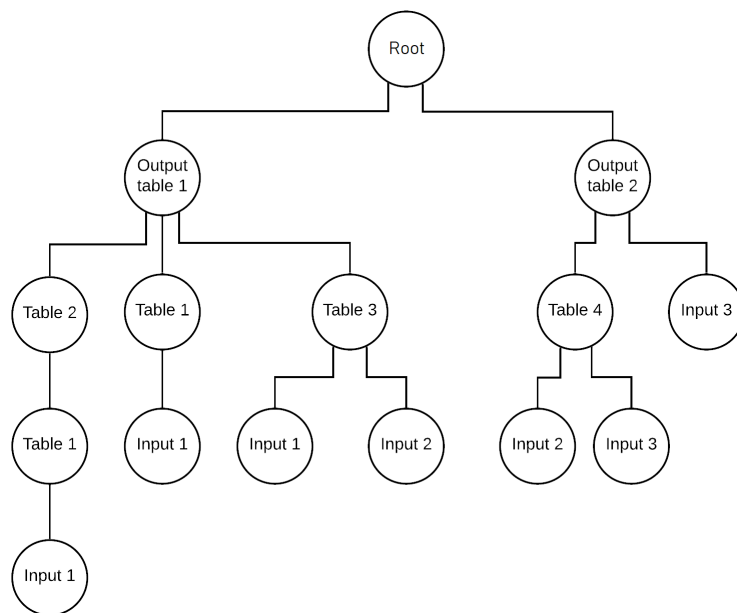 Root
Output
table 1
Output
table 2
Table 2
Table 1
Table 3
Table 4
Input 3
Table 1
Input 1
Input 1
Input 2
Input 2
Input 3
Input 1